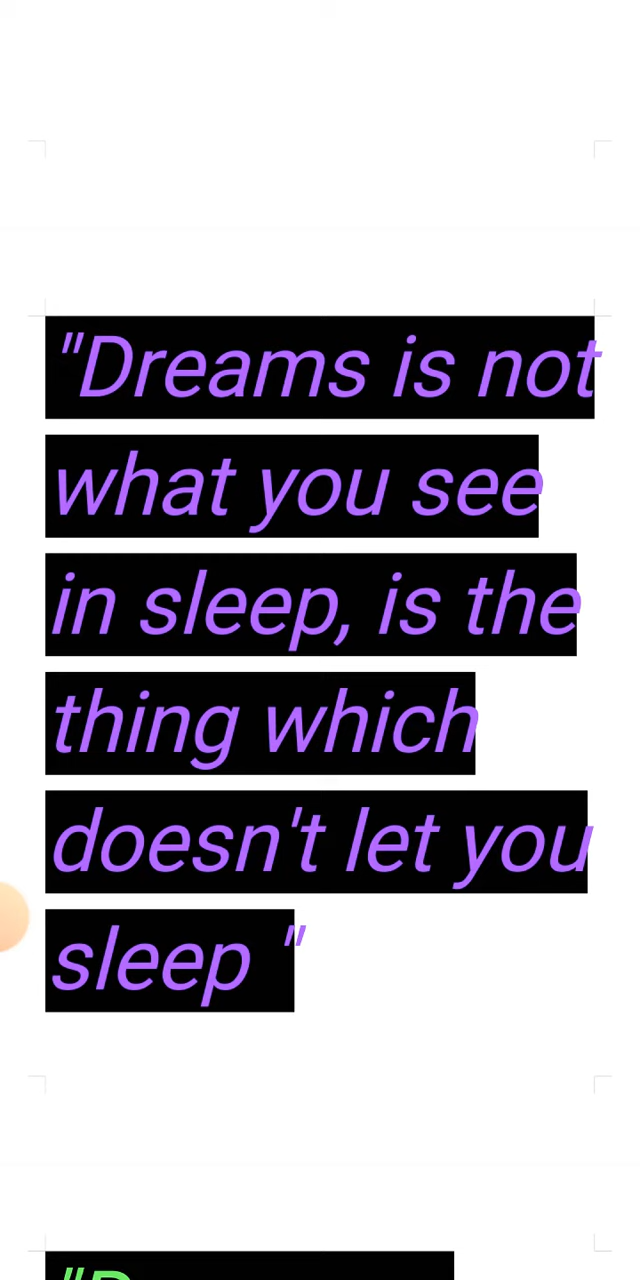 "Dreams is not
what you see
in sleep, is the
thing which
doesn't let you
sleep "